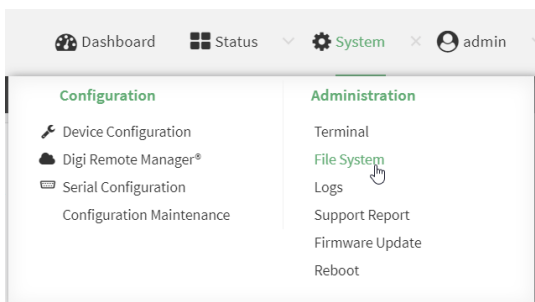 Dashboard Status System admin
Configuration
Device Configuration
Digi Remote Manager®
Serial Configuration
Configuration Maintenance
Administration
Terminal
File System
Logs
Support Report
Firmware Update
Reboot